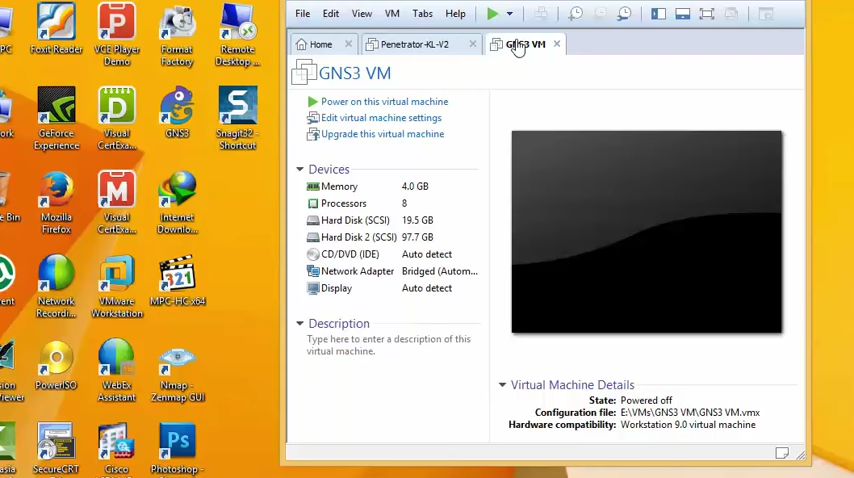 File Edit View VM Tabs Help
Home Penetrator-KL-V2 GNS3 VM
GNS3 VM
Power on this virtual machine
Edit virtual machine settings
Upgrade this virtual machine
Devices
Memory 4.0 GB
Processors 8
Hard Disk (SCSI) 19.5 GB
Hard Disk 2 (SCSI) 97.7 GB
CD/DVD (IDE) Auto detect
Network Adapter Bridged (Autom...
Display Auto detect
Description
Type here to enter a description of this
virtual machine.
Virtual Machine Details
State: Powered off
Configuration file: E:\VMs\GNS3 VM\GNS3 VM.vmx
Hardware compatibility: Workstation 9.0 virtual machine
PC Foxit Reader VCE Player
Demo Format
Factory Remote
Desktop ...
GeForce
Experience Visual
CertExa... GNS3 Snagit32 -
Shortcut
Mozilla
Firefox Visual
CertExa... Internet
Downlo...
Network
Recordi... VMware
Workstation MPC-HC x64
321
PowerISO WebEx
Assistant Nmap -
Zenmap GUI
SecureCRT Cisco Photoshop -
Ps